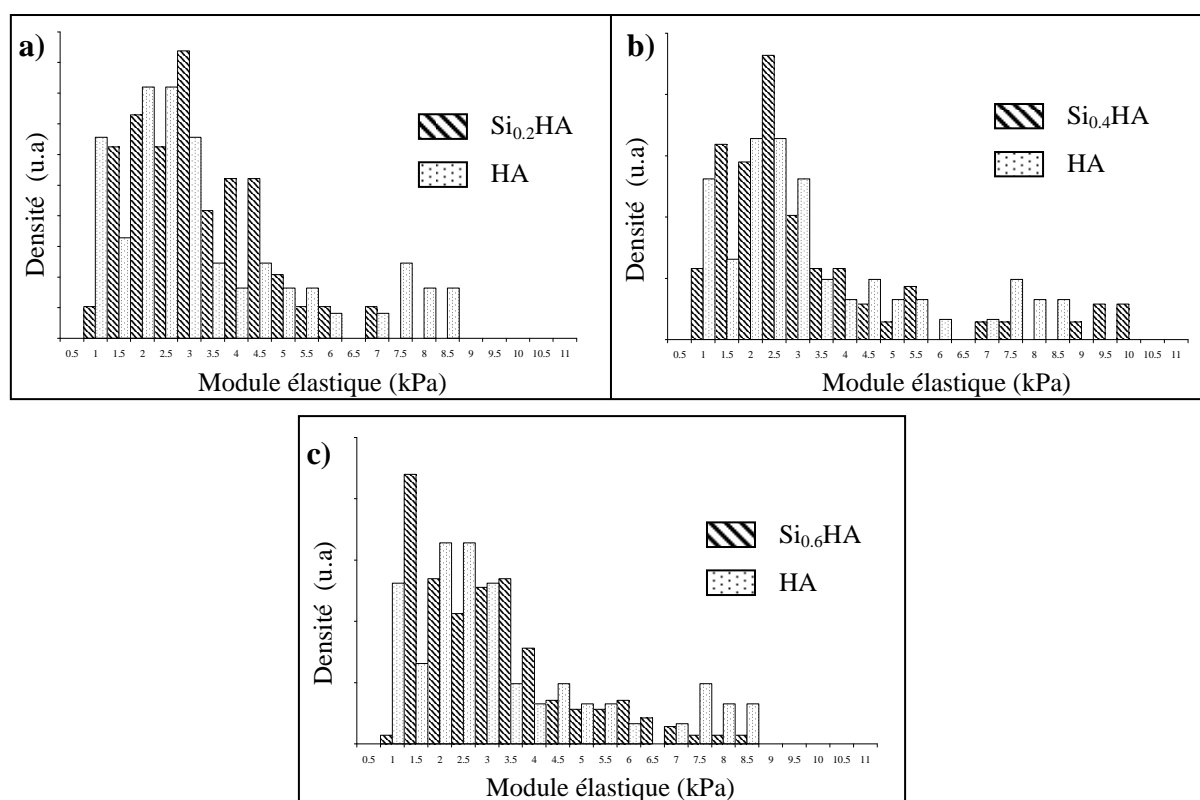 a)
Densité (u.a)
Si0.2HA
HA
0.5 1 1.5 2 2.5 3 3.5 4 4.5 5 5.5 6 6.5 7 7.5 8 8.5 9 9.5 10 10.5 11
Module élastique (kPa)
b)
Densité (u.a)
Si0.4HA
HA
0.5 1 1.5 2 2.5 3 3.5 4 4.5 5 5.5 6 6.5 7 7.5 8 8.5 9 9.5 10 10.5 11
Module élastique (kPa)
c)
Densité (u.a)
Si0.6HA
HA
0.5 1 1.5 2 2.5 3 3.5 4 4.5 5 5.5 6 6.5 7 7.5 8 8.5 9 9.5 10 10.5 11
Module élastique (kPa)